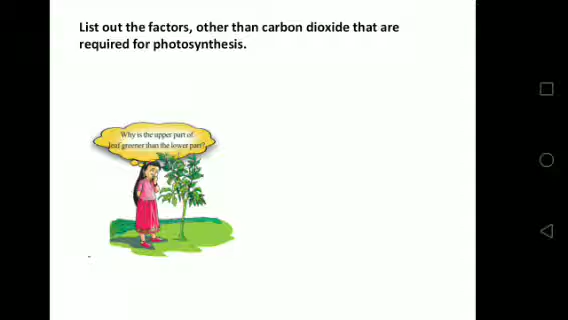 List out the factors, other than carbon dioxide that are
required for photosynthesis.
Why is the upper part of
leaf greener than the lower part?